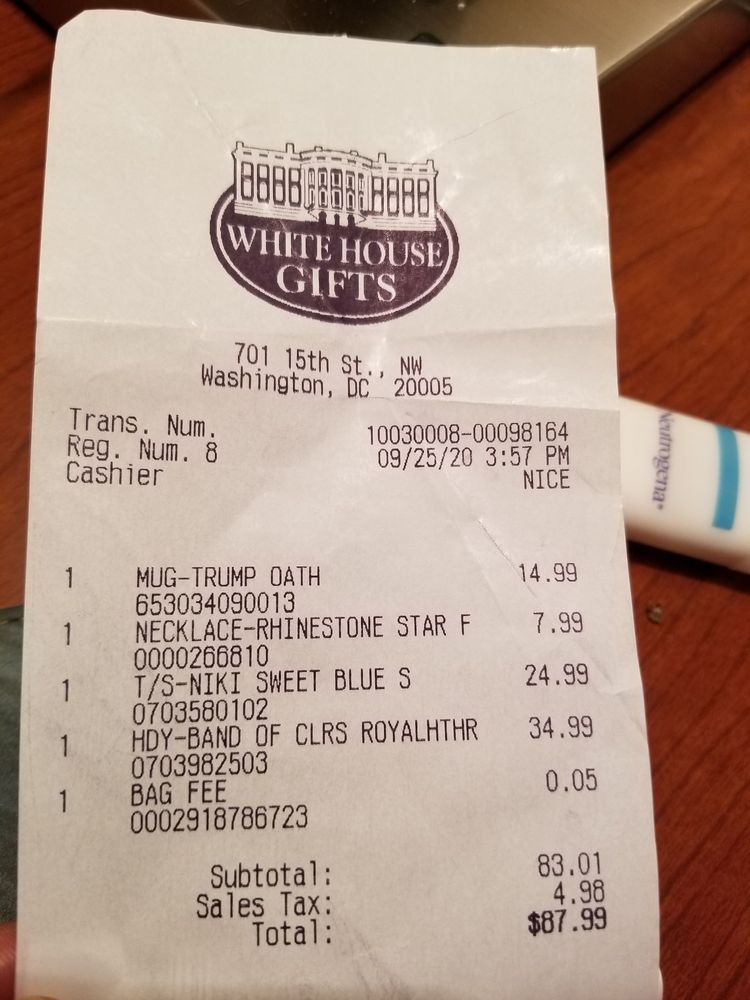 WHITE HOUSE
GIFTS
701 15th St., NW
Washington, DC 20005
Trans. Num. 10030008-00098164
Reg. Num. 8 09/25/20 3:57 PM
Cashier NICE
1 MUG-TRUMP OATH 14.99
653034090013
1 NECKLACE-RHINESTONE STAR F 7.99
0000266810
1 T/S-NIKI SWEET BLUE S 24.99
0703580102
1 HDY-BAND OF CLRS ROYALHTHR 34.99
0703982503
1 BAG FEE 0.05
0002918786723
Subtotal: 83.01
Sales Tax: 4.98
Total: $87.99
Neutrogena®